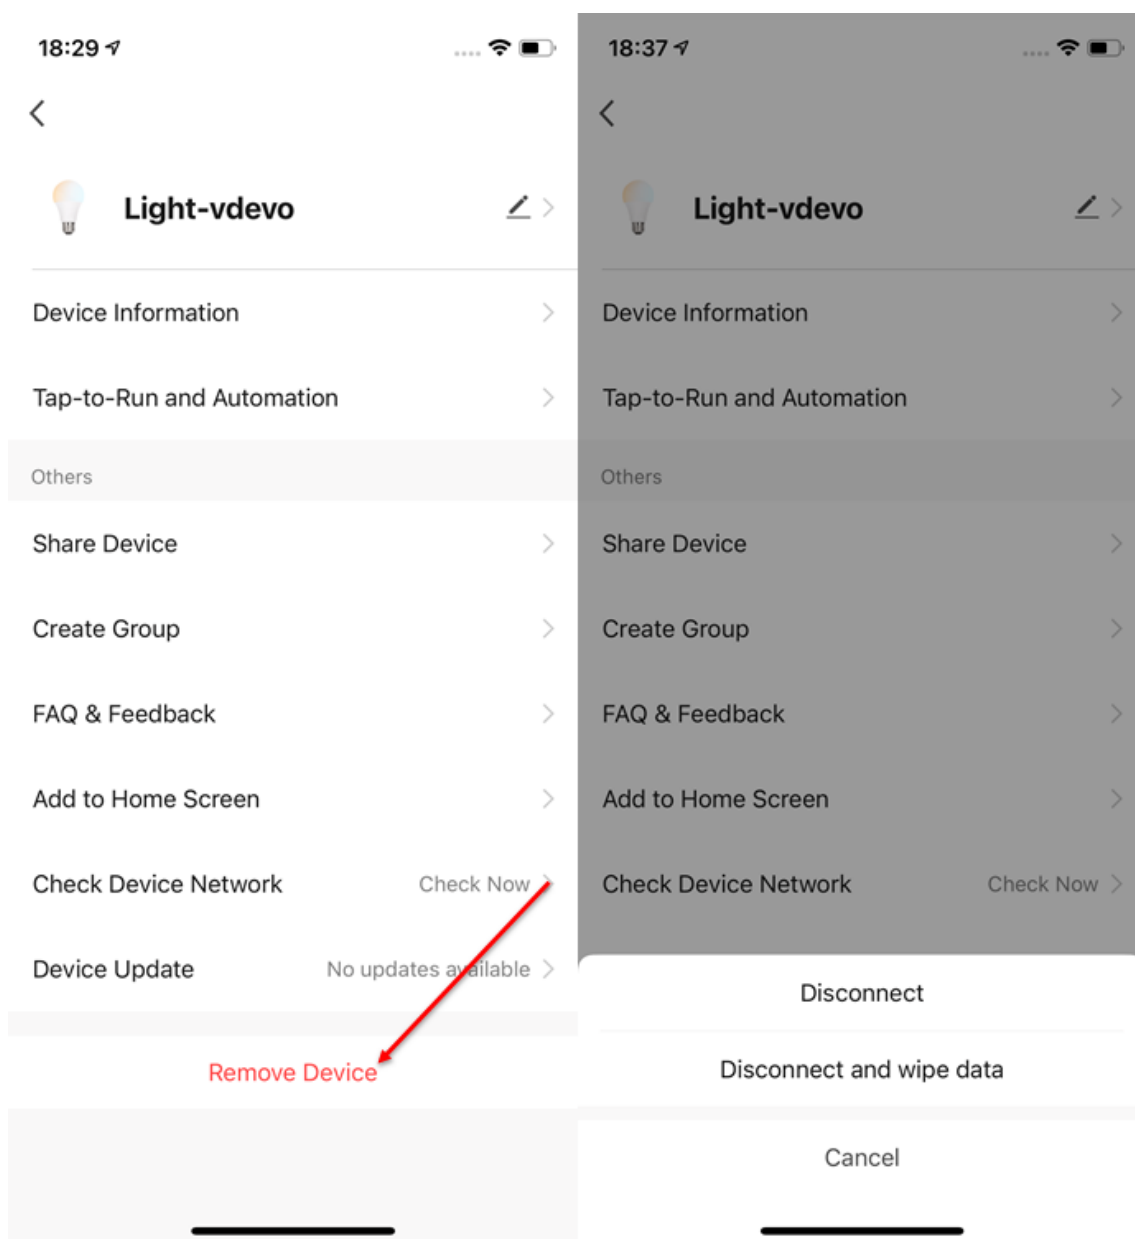 18:29
Light-vdevo
Device Information
Tap-to-Run and Automation
Others
Share Device
Create Group
FAQ & Feedback
Add to Home Screen
Check Device Network Check Now
Device Update No updates available
Remove Device
18:37
Light-vdevo
Device Information
Tap-to-Run and Automation
Others
Share Device
Create Group
FAQ & Feedback
Add to Home Screen
Check Device Network Check Now
Disconnect
Disconnect and wipe data
Cancel